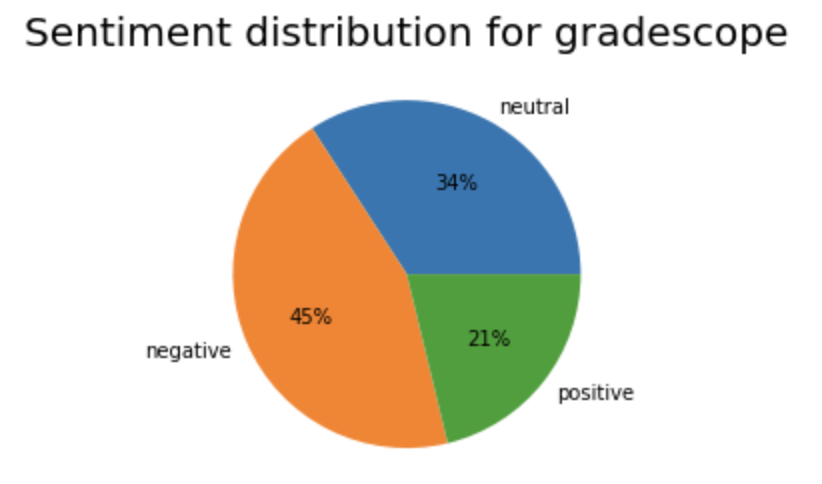 Sentiment distribution for gradescope
neutral
34%
45%
21%
negative
positive